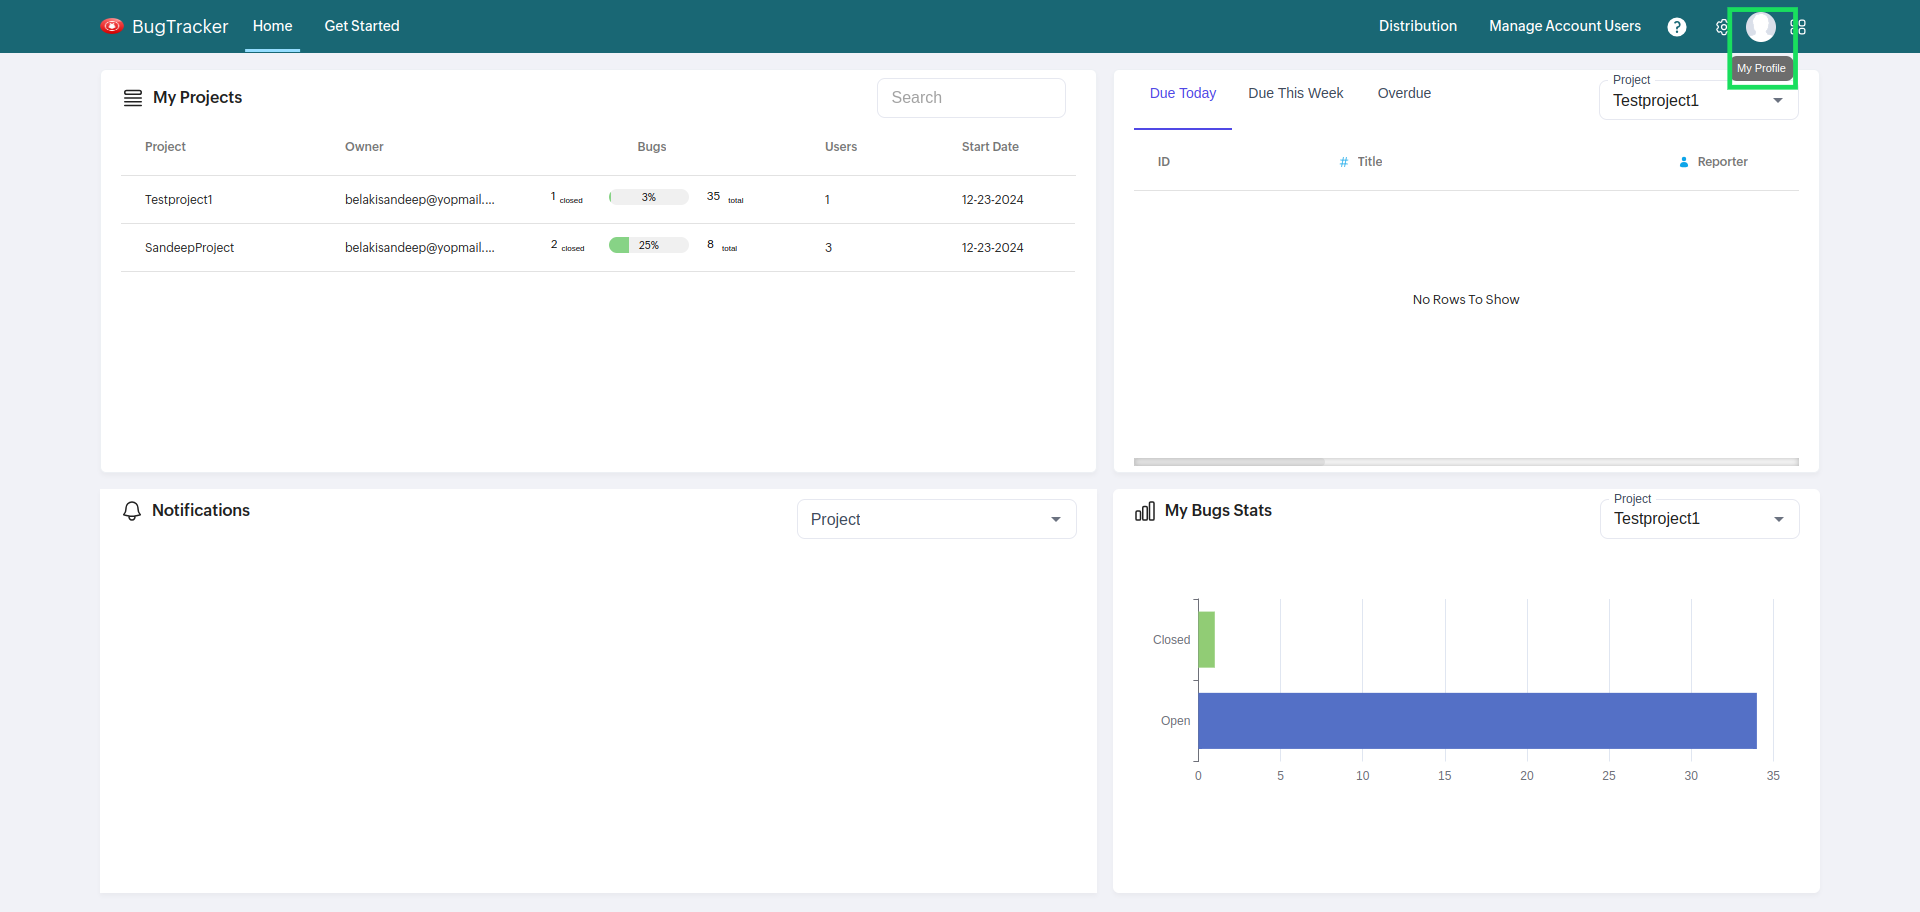 BugTracker Home Get Started Distribution Manage Account Users ?
My Profile
My Projects
Search
Project Owner Bugs Users Start Date
Testproject1 belakisandeep@yopmail.... 1 closed 3% 35 total 1 12-23-2024
SandeepProject belakisandeep@yopmail.... 2 closed 25% 8 total 3 12-23-2024
Due Today Due This Week Overdue
Project
Testproject1
ID # Title Reporter
No Rows To Show
Notifications
Project
My Bugs Stats
Project
Testproject1
Closed
Open
0 5 10 15 20 25 30 35